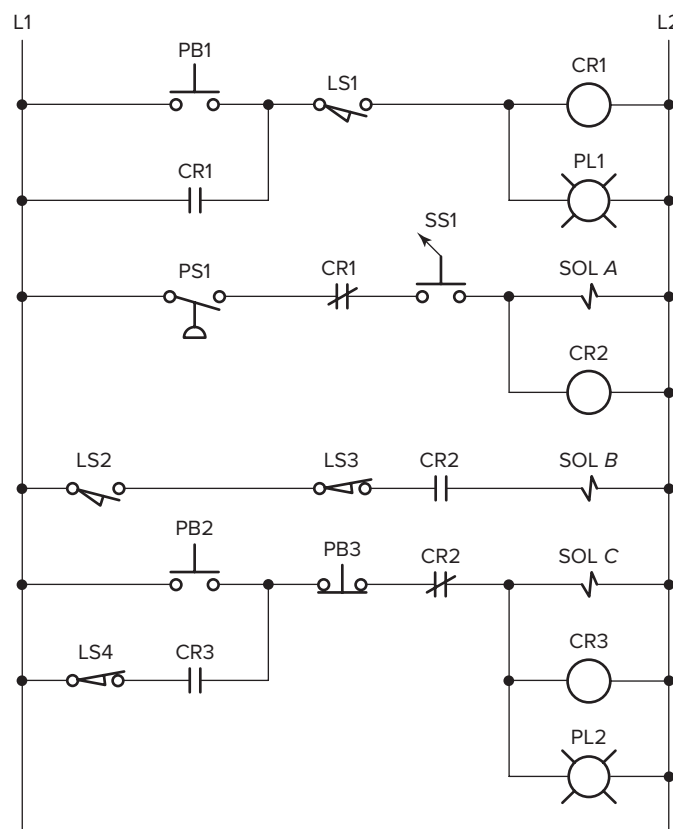 L1
L2
PB1
LS1
CR1
CR1
PL1
SS1
PS1
CR1
SOL A
CR2
LS2
LS3
CR2
SOL B
PB2
PB3
CR2
SOL C
LS4
CR3
CR3
PL2